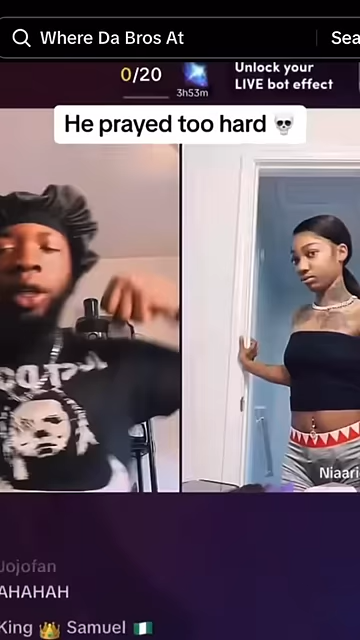 Where Da Bros At
Sea
0/20
3h53m
Unlock your
LIVE bot effect
He prayed too hard 💀
Niaari
Jojofan
AHAHAH
King 👑 Samuel 🇳🇬